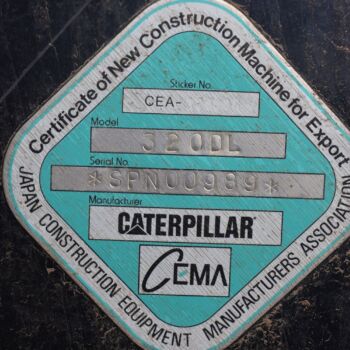 Certificate of New Construction Machine for Export
Sticker No.
CEA-
Model
320DL
Serial No.
*SPN00989*
Manufacturer
CATERPILLAR
CEMA
JAPAN CONSTRUCTION EQUIPMENT MANUFACTURERS ASSOCIATION